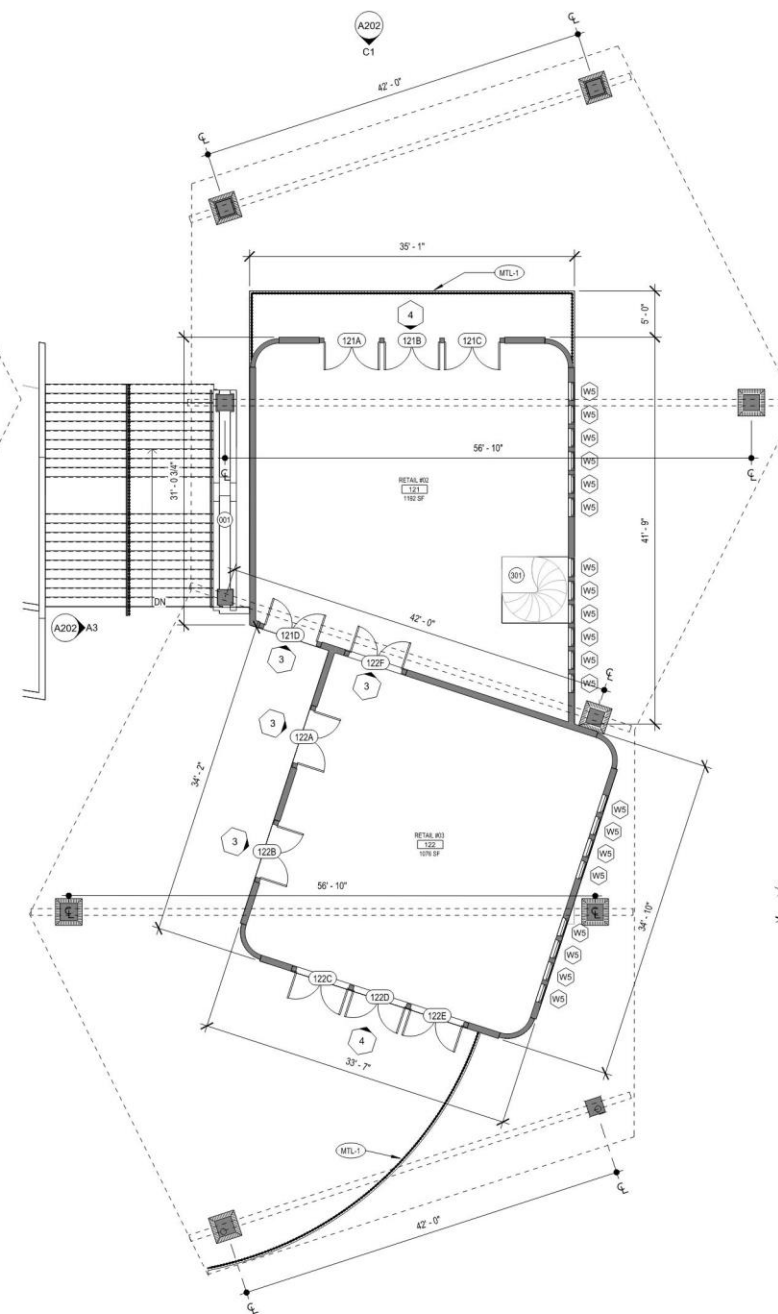 A202
C1
℄
42' - 0"
℄
35' - 1"
MTL-1
5' - 0"
4
121A
121B
121C
W5
W5
W5
W5
W5
W5
56' - 10"
℄
℄
31' - 0 3/4"
RETAIL #02
121
1192 SF
41' - 9"
001
301
W5
W5
W5
W5
W5
W5
DN
A202
A3
42' - 0"
℄
121D
122F
3
3
3
122A
34' - 2"
W5
W5
W5
W5
RETAIL #03
122
1076 SF
3
122B
56' - 10"
℄
℄
34' - 10"
W5
W5
W5
W5
122C
122D
122E
4
33' - 7"
MTL-1
℄
42' - 0"
℄